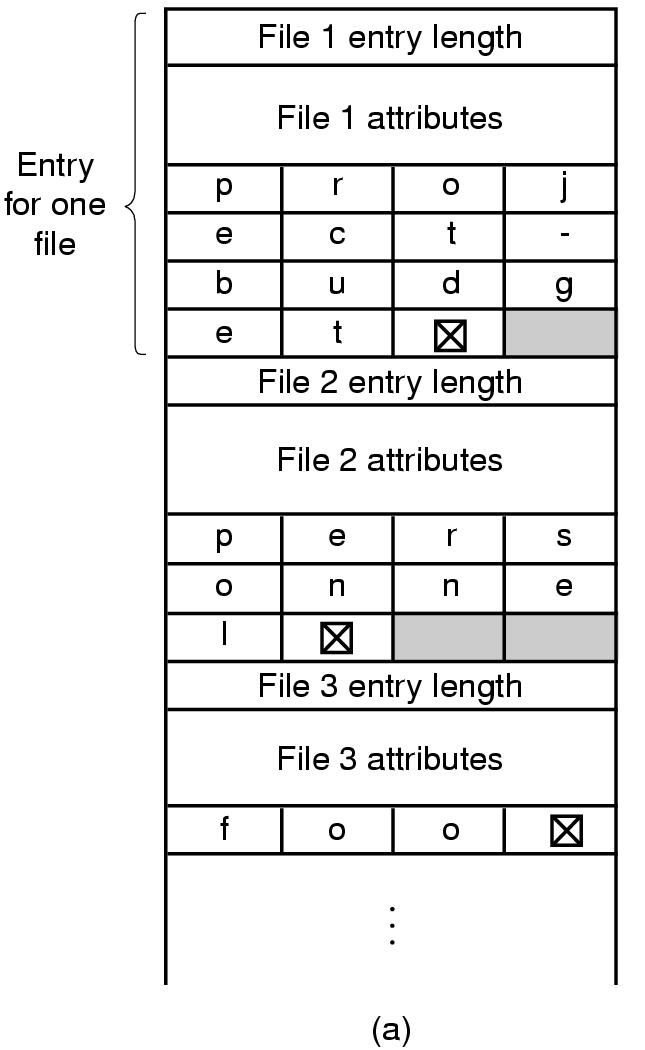 File 1 entry length
File 1 attributes
Entry
for one
file
p r o j
e c t -
b u d g
e t ☒
File 2 entry length
File 2 attributes
p e r s
o n n e
l ☒
File 3 entry length
File 3 attributes
f o o ☒
⋮
(a)